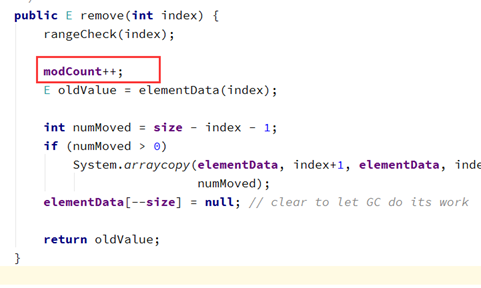 public E remove(int index) {
rangeCheck(index);
modCount++;
E oldValue = elementData(index);
int numMoved = size - index - 1;
if (numMoved > 0)
System.arraycopy(elementData, index+1, elementData,
numMoved);
elementData[--size] = null; // clear to let GC do its work
return oldValue;
}